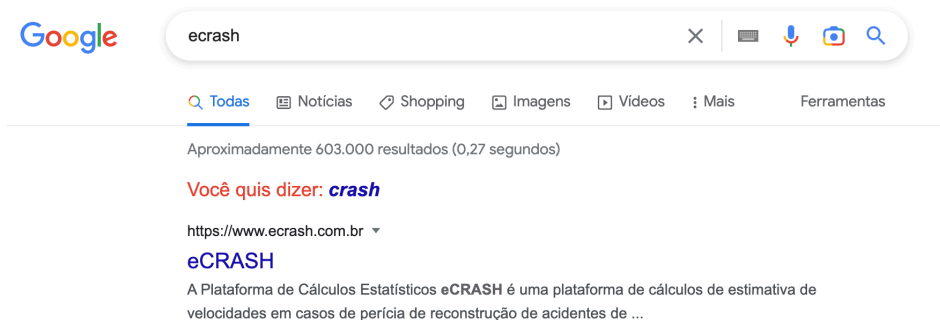 Google
ecrash
Todas Notícias Shopping Imagens Vídeos Mais Ferramentas
Aproximadamente 603.000 resultados (0,27 segundos)
Você quis dizer: crash
https://www.ecrash.com.br
eCRASH
A Plataforma de Cálculos Estatísticos eCRASH é uma plataforma de cálculos de estimativa de
velocidades em casos de perícia de reconstrução de acidentes de ...